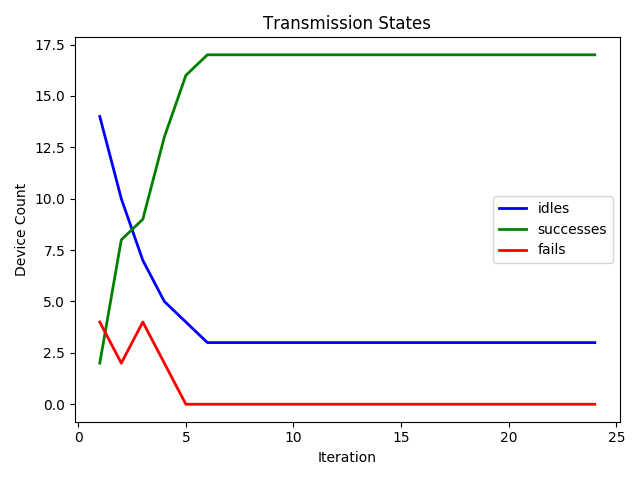 Transmission States
17.5
15.0
12.5
10.0
7.5
5.0
2.5
0.0
Device Count
idles
successes
fails
0 5 10 15 20 25
Iteration